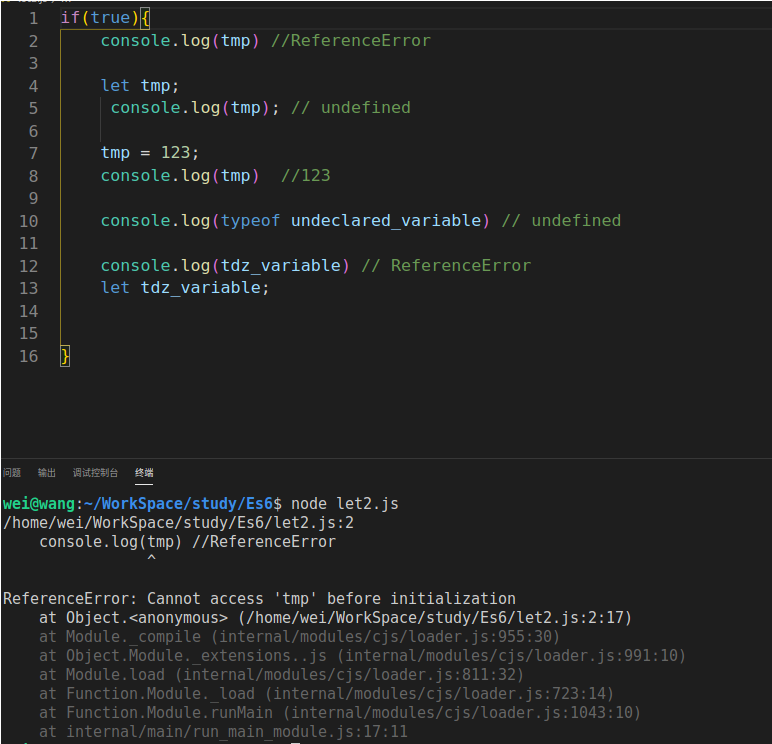 1 if(true){
2 console.log(tmp) //ReferenceError
3
4 let tmp;
5 console.log(tmp); // undefined
6
7 tmp = 123;
8 console.log(tmp)  //123
9
10 console.log(typeof undeclared_variable) // undefined
11
12 console.log(tdz_variable) // ReferenceError
13 let tdz_variable;
14
15
16 }
问题 输出 调试控制台 终端
wei@wang:~/WorkSpace/study/Es6$ node let2.js
/home/wei/WorkSpace/study/Es6/let2.js:2
console.log(tmp) //ReferenceError
^
ReferenceError: Cannot access 'tmp' before initialization
at Object.<anonymous> (/home/wei/WorkSpace/study/Es6/let2.js:2:17)
at Module._compile (internal/modules/cjs/loader.js:955:30)
at Object.Module._extensions..js (internal/modules/cjs/loader.js:991:10)
at Module.load (internal/modules/cjs/loader.js:811:32)
at Function.Module._load (internal/modules/cjs/loader.js:723:14)
at Function.Module.runMain (internal/modules/cjs/loader.js:1043:10)
at internal/main/run_main_module.js:17:11